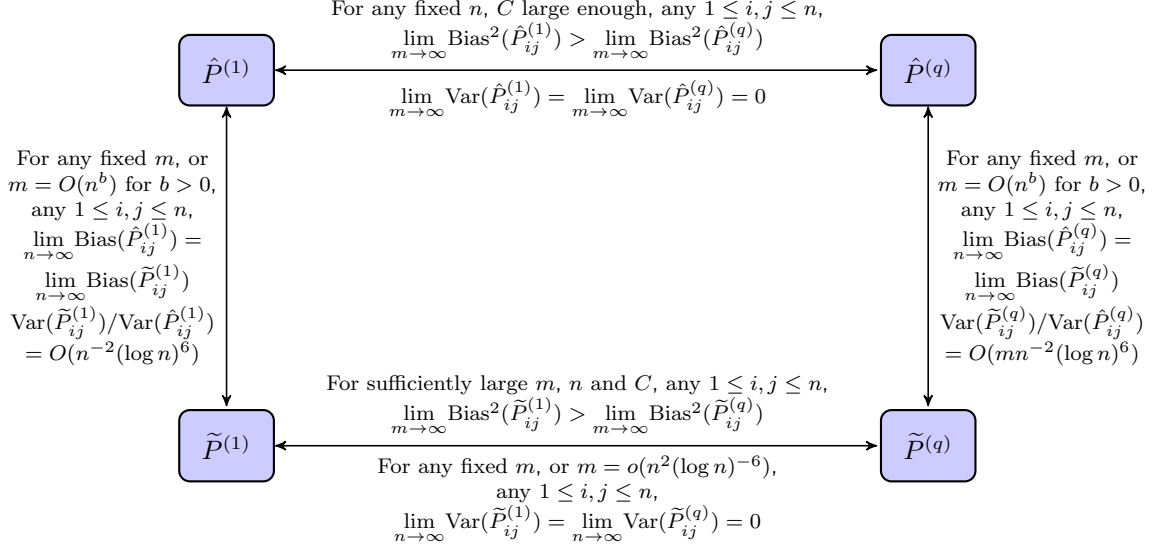 For any fixed n, C large enough, any 1 ≤ i, j ≤ n,
lim_{m→∞} Bias²(P̂_{ij}^{(1)}) > lim_{m→∞} Bias²(P̂_{ij}^{(q)})
P̂^{(1)}
P̂^{(q)}
lim_{m→∞} Var(P̂_{ij}^{(1)}) = lim_{m→∞} Var(P̂_{ij}^{(q)}) = 0
For any fixed m, or
m = O(n^b) for b > 0,
any 1 ≤ i, j ≤ n,
lim_{n→∞} Bias(P̂_{ij}^{(1)}) =
lim_{n→∞} Bias(P̃_{ij}^{(1)})
Var(P̃_{ij}^{(1)})/Var(P̂_{ij}^{(1)})
= O(n^{−2}(log n)^6)
For any fixed m, or
m = O(n^b) for b > 0,
any 1 ≤ i, j ≤ n,
lim_{n→∞} Bias(P̂_{ij}^{(q)}) =
lim_{n→∞} Bias(P̃_{ij}^{(q)})
Var(P̃_{ij}^{(q)})/Var(P̂_{ij}^{(q)})
= O(mn^{−2}(log n)^6)
For sufficiently large m, n and C, any 1 ≤ i, j ≤ n,
lim_{m→∞} Bias²(P̃_{ij}^{(1)}) > lim_{m→∞} Bias²(P̃_{ij}^{(q)})
P̃^{(1)}
P̃^{(q)}
For any fixed m, or m = o(n²(log n)^{−6}),
any 1 ≤ i, j ≤ n,
lim_{n→∞} Var(P̃_{ij}^{(1)}) = lim_{n→∞} Var(P̃_{ij}^{(q)}) = 0